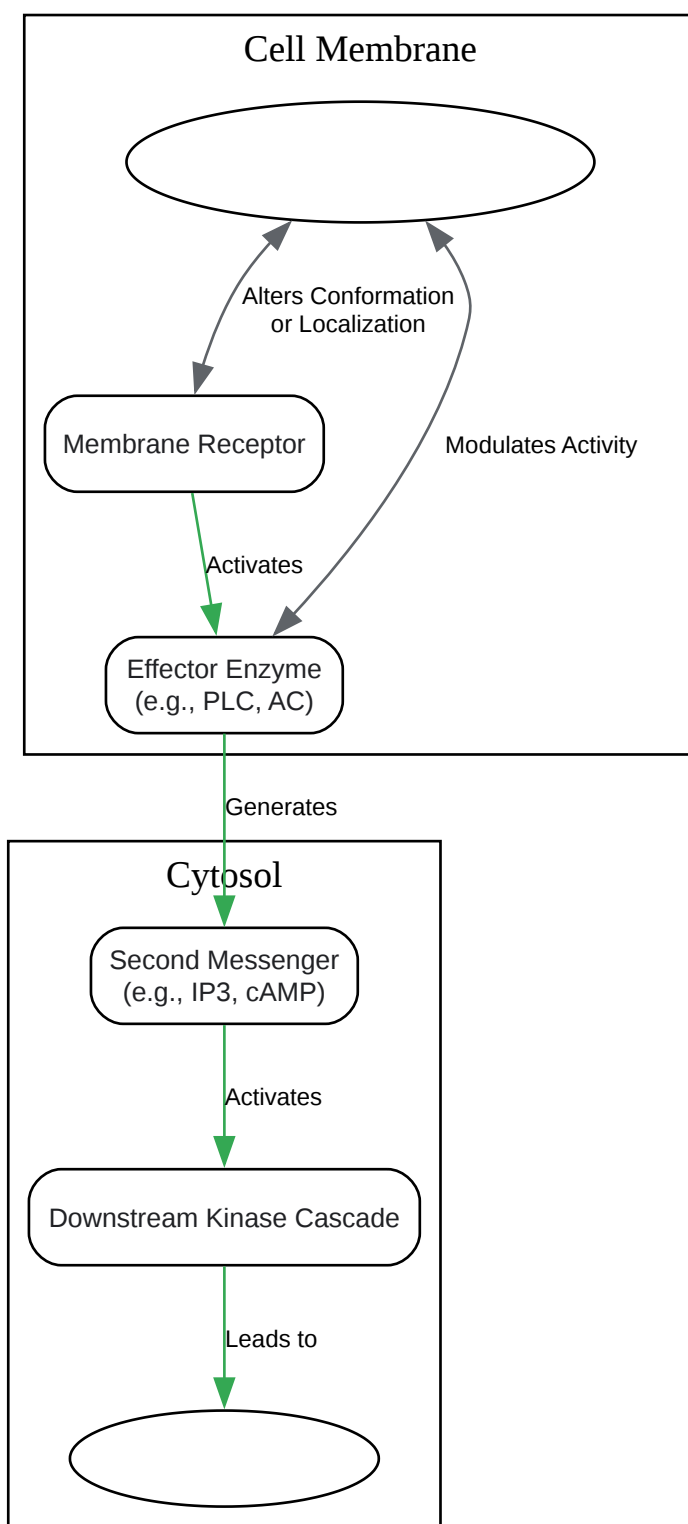 Cell Membrane
Alters Conformation
or Localization
Membrane Receptor
Modulates Activity
Activates
Effector Enzyme
(e.g., PLC, AC)
Generates
Cytosol
Second Messenger
(e.g., IP3, cAMP)
Activates
Downstream Kinase Cascade
Leads to